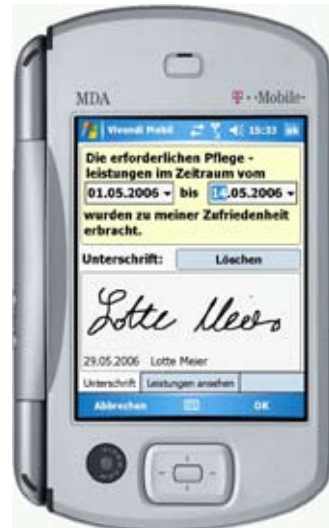 MDA T··Mobile·
Vivendi Mobil 15:33 ok
Die erforderlichen Pflege -
leistungen im Zeitraum vom
01.05.2006 bis 14.05.2006
wurden zu meiner Zufriedenheit
erbracht.
Unterschrift: Löschen
Lotte Meier
29.05.2006 Lotte Meier
Unterschrift Leistungen ansehen
Abbrechen OK